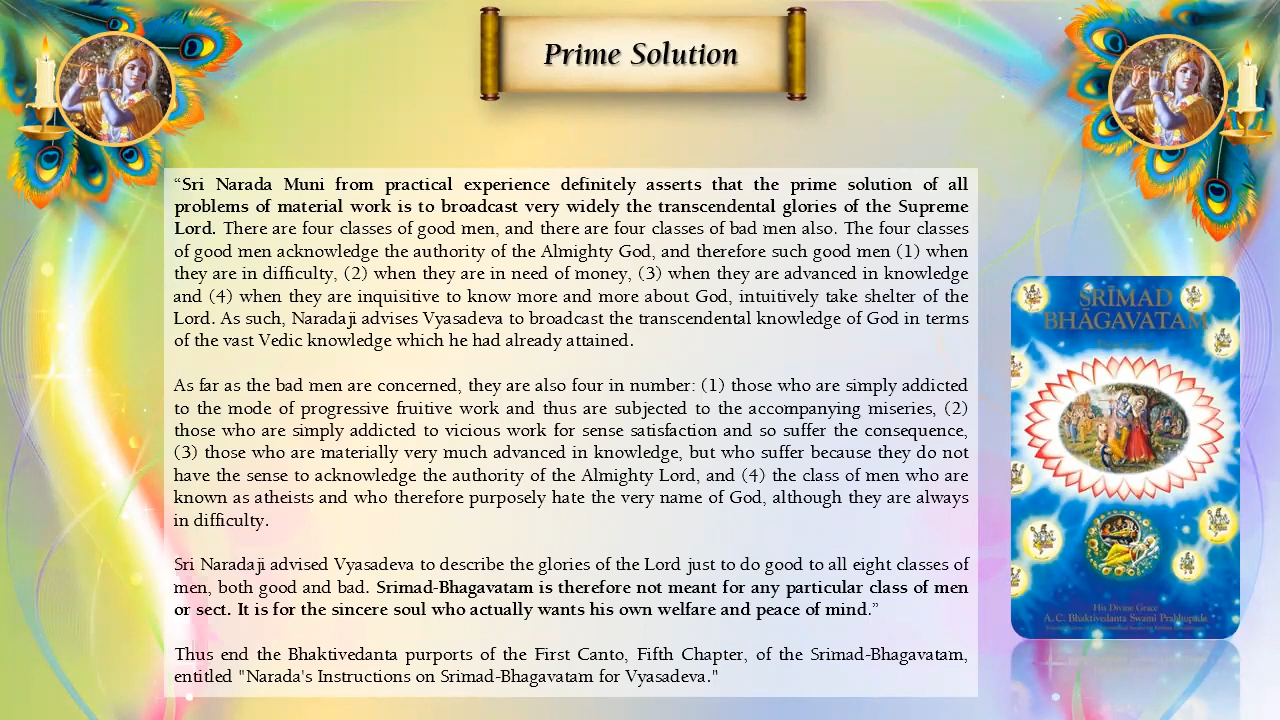 Prime Solution
“Sri Narada Muni from practical experience definitely asserts that the prime solution of all
problems of material work is to broadcast very widely the transcendental glories of the Supreme
Lord. There are four classes of good men, and there are four classes of bad men also. The four classes
of good men acknowledge the authority of the Almighty God, and therefore such good men (1) when
they are in difficulty, (2) when they are in need of money, (3) when they are advanced in knowledge
and (4) when they are inquisitive to know more and more about God, intuitively take shelter of the
Lord. As such, Naradaji advises Vyasadeva to broadcast the transcendental knowledge of God in terms
of the vast Vedic knowledge which he had already attained.
As far as the bad men are concerned, they are also four in number: (1) those who are simply addicted
to the mode of progressive fruitive work and thus are subjected to the accompanying miseries, (2)
those who are simply addicted to vicious work for sense satisfaction and so suffer the consequence,
(3) those who are materially very much advanced in knowledge, but who suffer because they do not
have the sense to acknowledge the authority of the Almighty Lord, and (4) the class of men who are
known as atheists and who therefore purposely hate the very name of God, although they are always
in difficulty.
Sri Naradaji advised Vyasadeva to describe the glories of the Lord just to do good to all eight classes of
men, both good and bad. Srimad-Bhagavatam is therefore not meant for any particular class of men
or sect. It is for the sincere soul who actually wants his own welfare and peace of mind.”
Thus end the Bhaktivedanta purports of the First Canto, Fifth Chapter, of the Srimad-Bhagavatam,
entitled "Narada's Instructions on Srimad-Bhagavatam for Vyasadeva."
ŚRĪMAD
BHĀGAVATAM
His Divine Grace
A.C. Bhaktivedanta Swami Prabhupāda